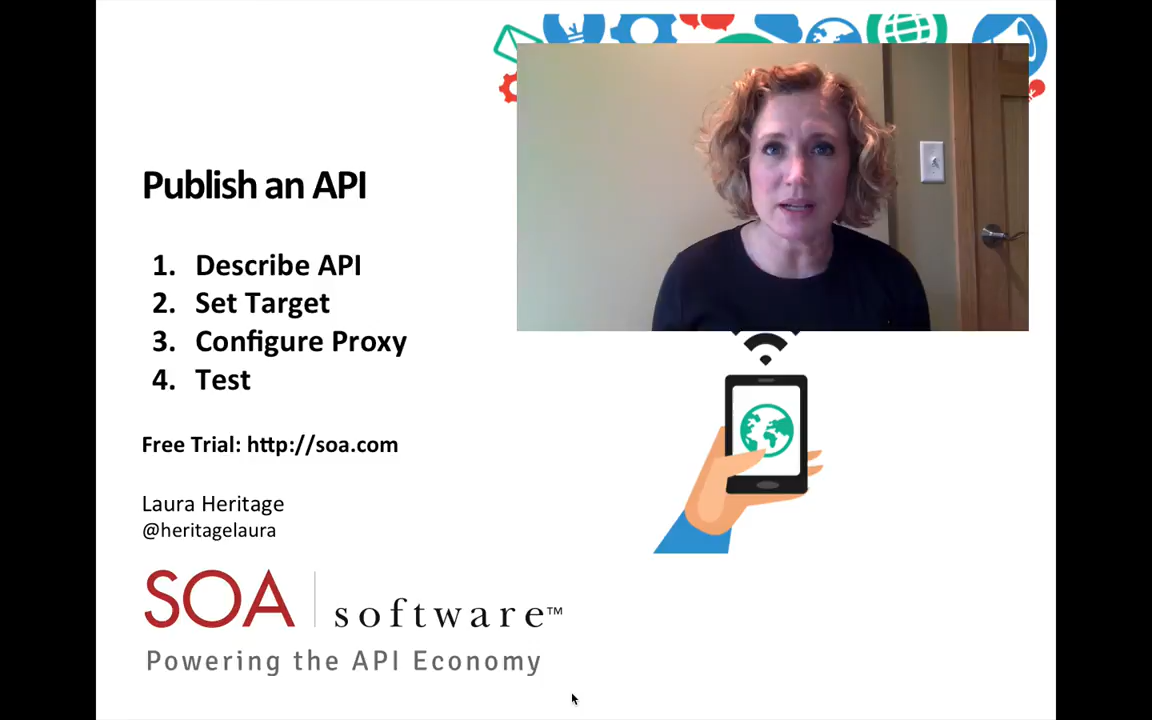 Publish an API
1. Describe API
2. Set Target
3. Configure Proxy
4. Test
Free Trial: http://soa.com
Laura Heritage
@heritagelaura
SOA software™
Powering the API Economy